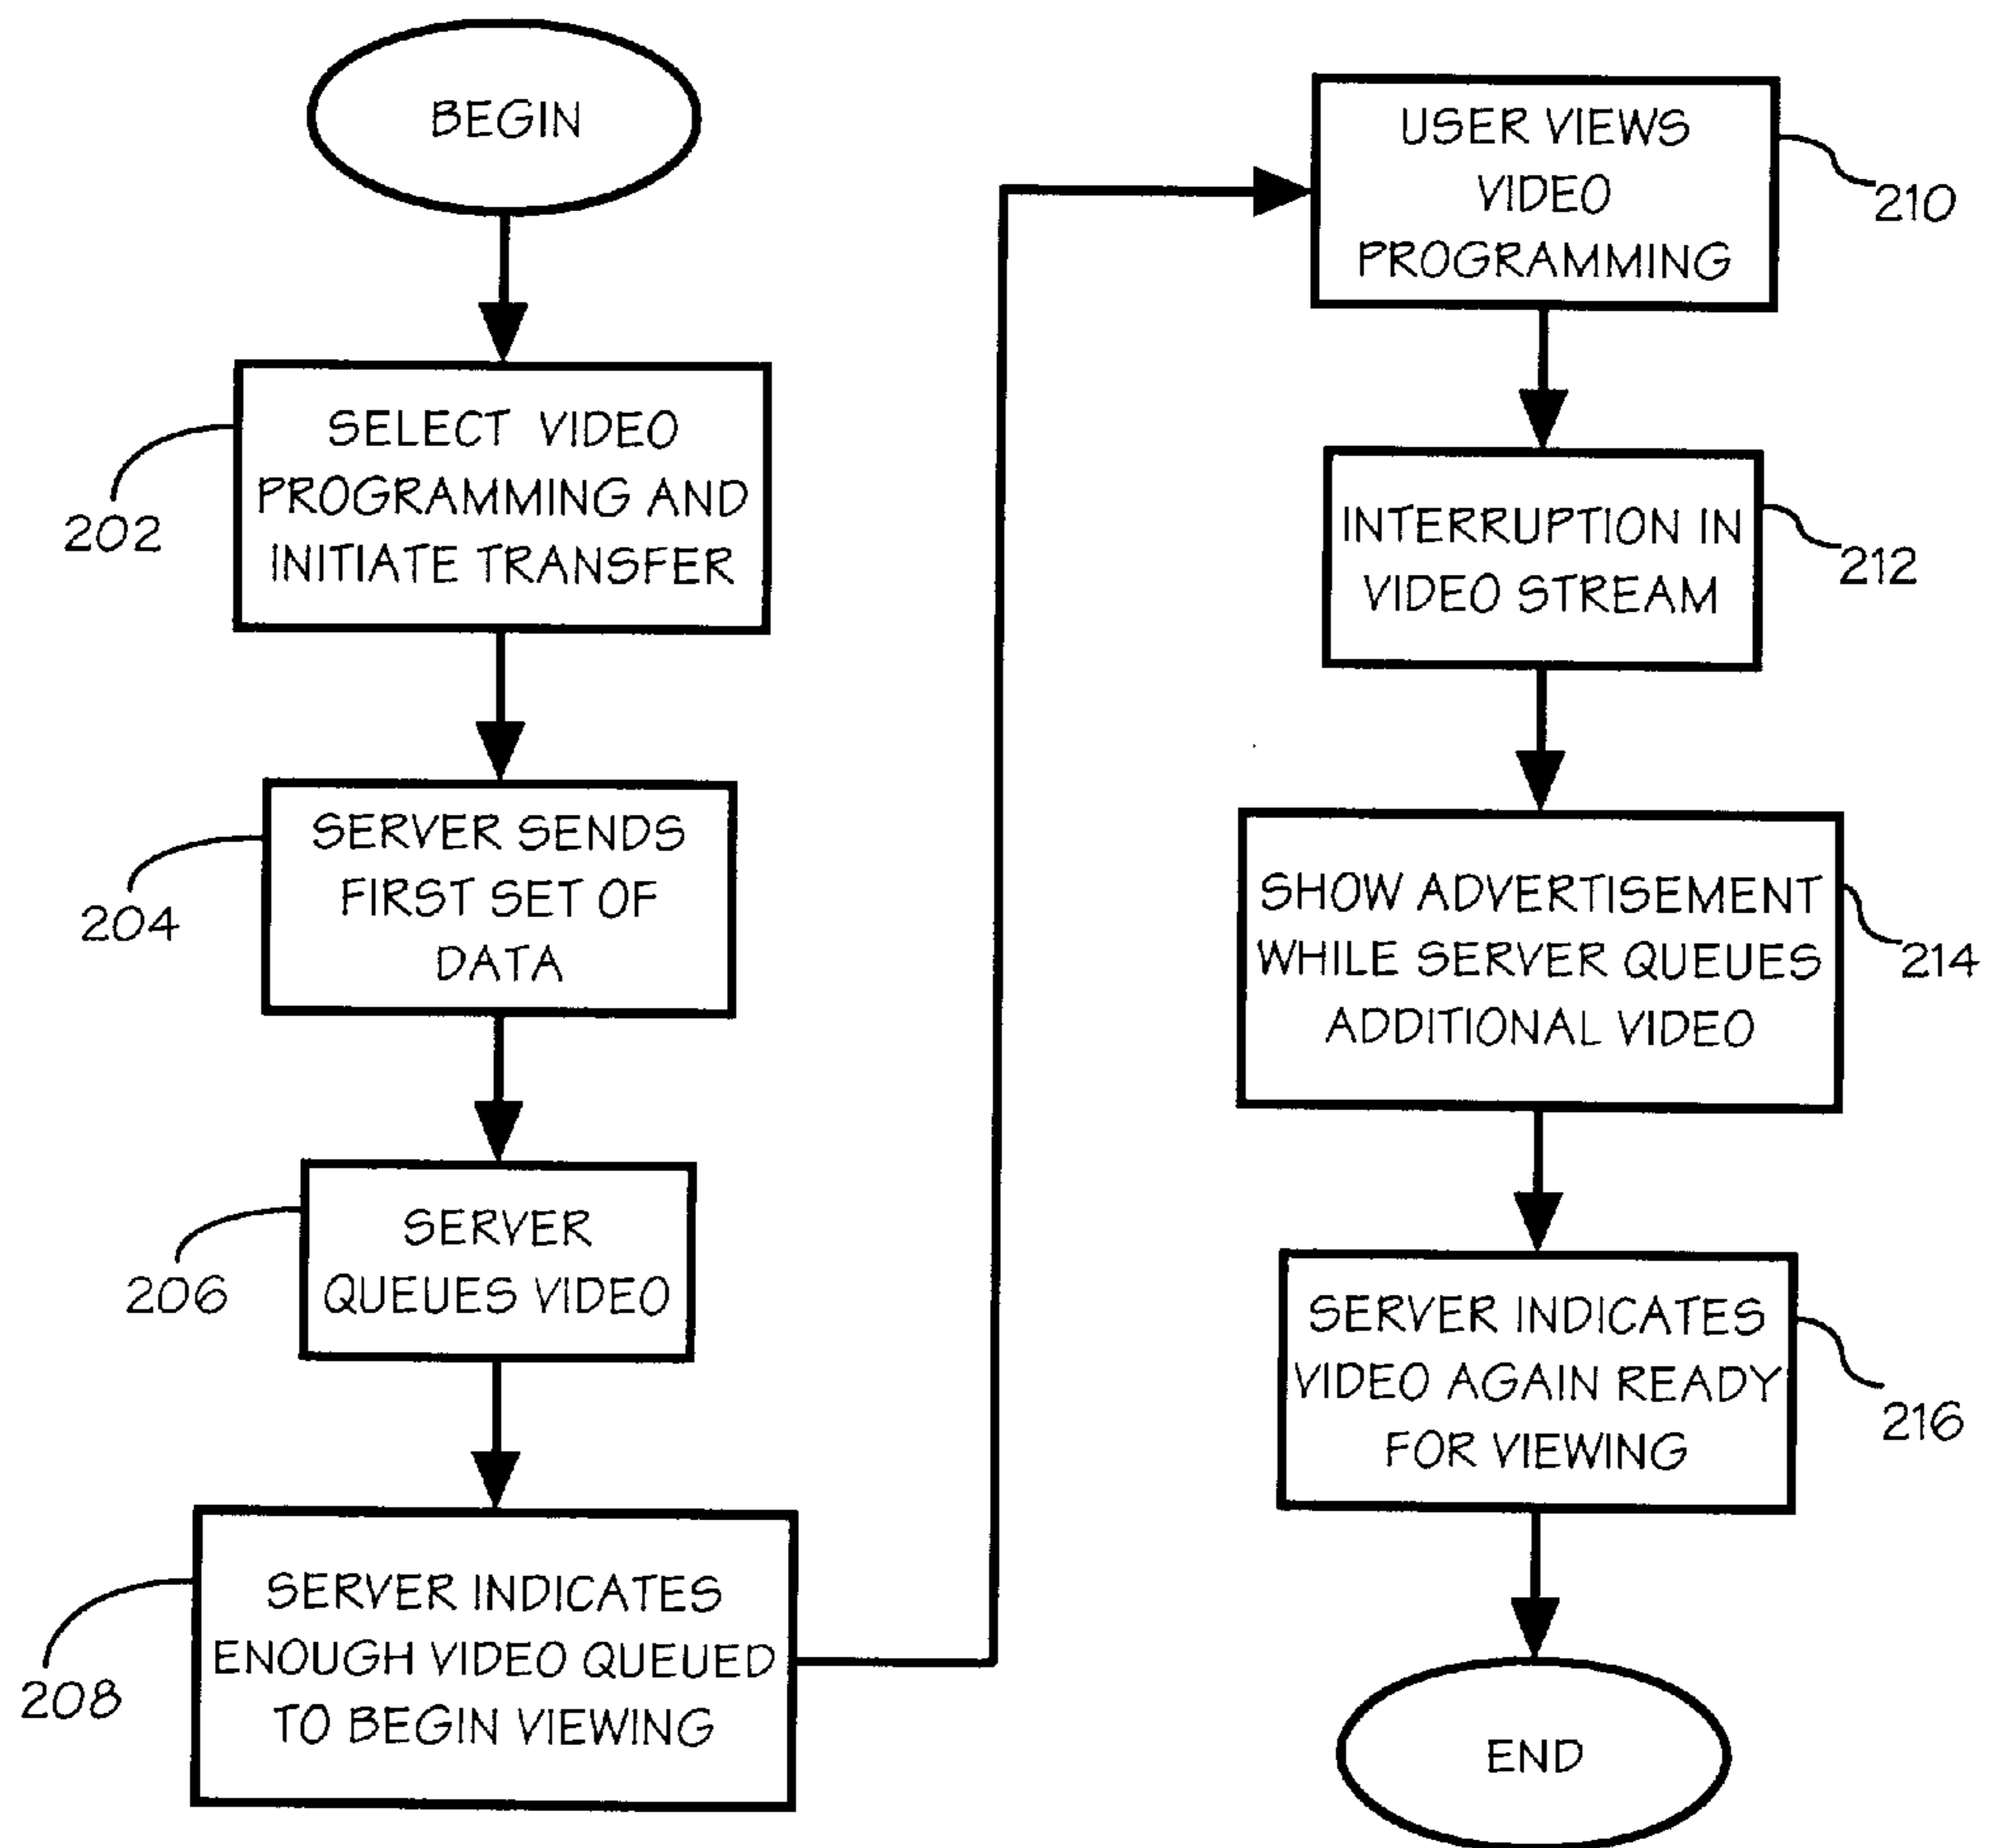 BEGIN
SELECT VIDEO
PROGRAMMING AND
INITIATE TRANSFER
202
SERVER SENDS
FIRST SET OF
DATA
204
SERVER
QUEUES VIDEO
206
SERVER INDICATES
ENOUGH VIDEO QUEUED
TO BEGIN VIEWING
208
USER VIEWS
VIDEO
PROGRAMMING
210
INTERRUPTION IN
VIDEO STREAM
212
SHOW ADVERTISEMENT
WHILE SERVER QUEUES
ADDITIONAL VIDEO
214
SERVER INDICATES
VIDEO AGAIN READY
FOR VIEWING
216
END